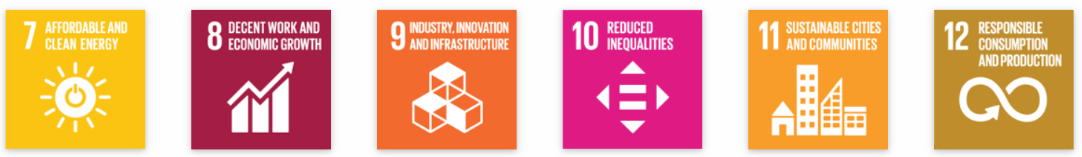 7 AFFORDABLE AND
CLEAN ENERGY
8 DECENT WORK AND
ECONOMIC GROWTH
9 INDUSTRY, INNOVATION
AND INFRASTRUCTURE
10 REDUCED
INEQUALITIES
11 SUSTAINABLE CITIES
AND COMMUNITIES
12 RESPONSIBLE
CONSUMPTION
AND PRODUCTION